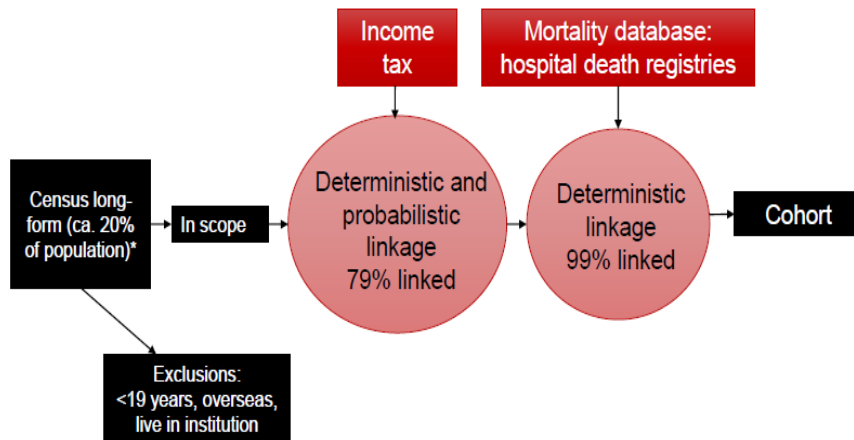 Income
tax
Mortality database:
hospital death registries
Census long-
form (ca. 20%
of population)*
In scope
Deterministic and
probabilistic
linkage
79% linked
Deterministic
linkage
99% linked
Cohort
Exclusions:
<19 years, overseas,
live in institution